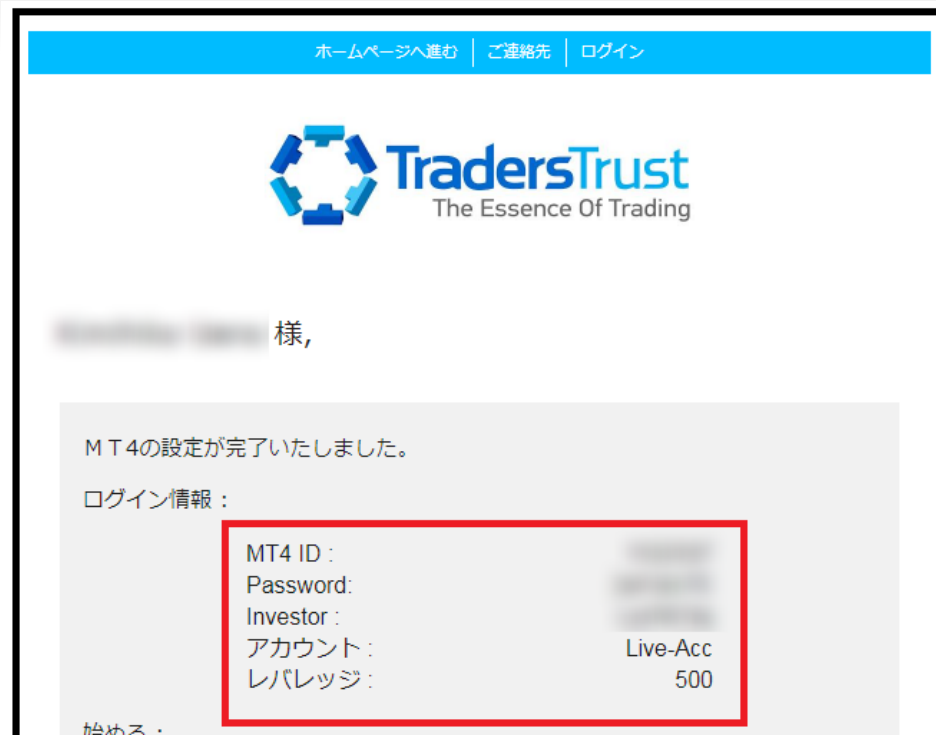 ホームページへ進む | ご連絡先 | ログイン
TradersTrust
The Essence Of Trading
様,
ＭＴ4の設定が完了いたしました。
ログイン情報：
MT4 ID :
Password:
Investor :
アカウント : Live-Acc
レバレッジ : 500
始める：